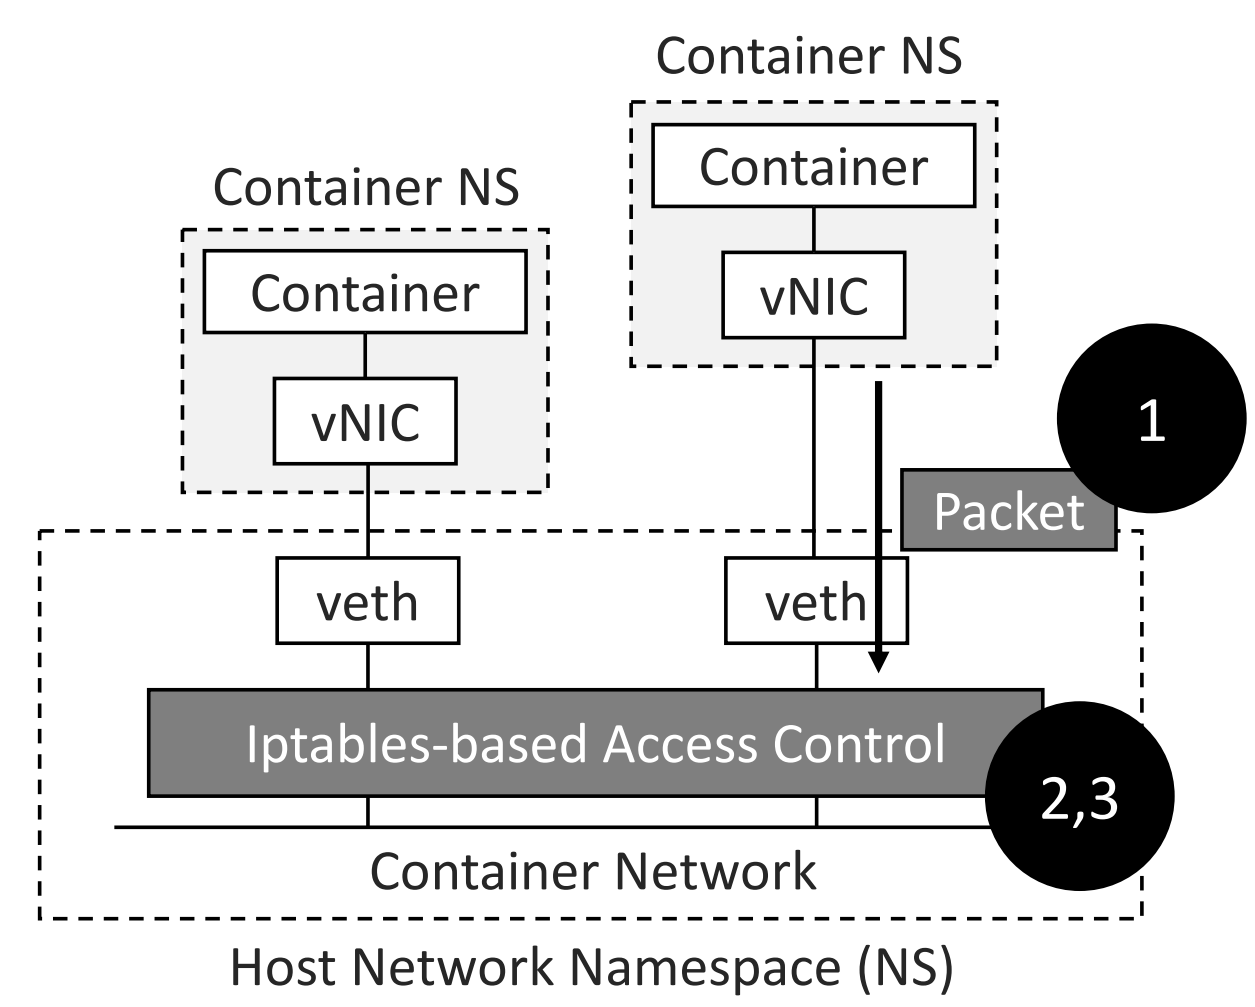 Container NS
Container
vNIC
Container NS
Container
vNIC
1
Packet
veth
veth
Iptables-based Access Control
2,3
Container Network
Host Network Namespace (NS)